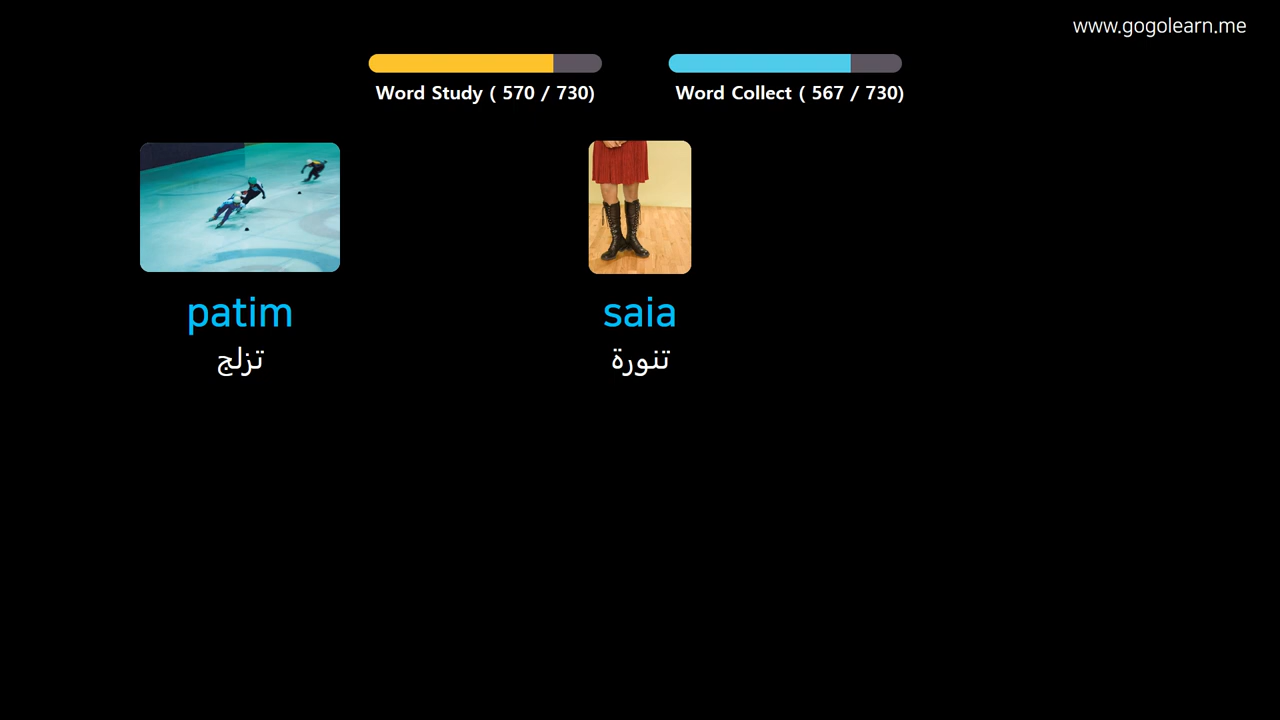 www.gogolearn.me
Word Study ( 570 / 730)
Word Collect ( 567 / 730)
patim
تزلج
saia
تنورة